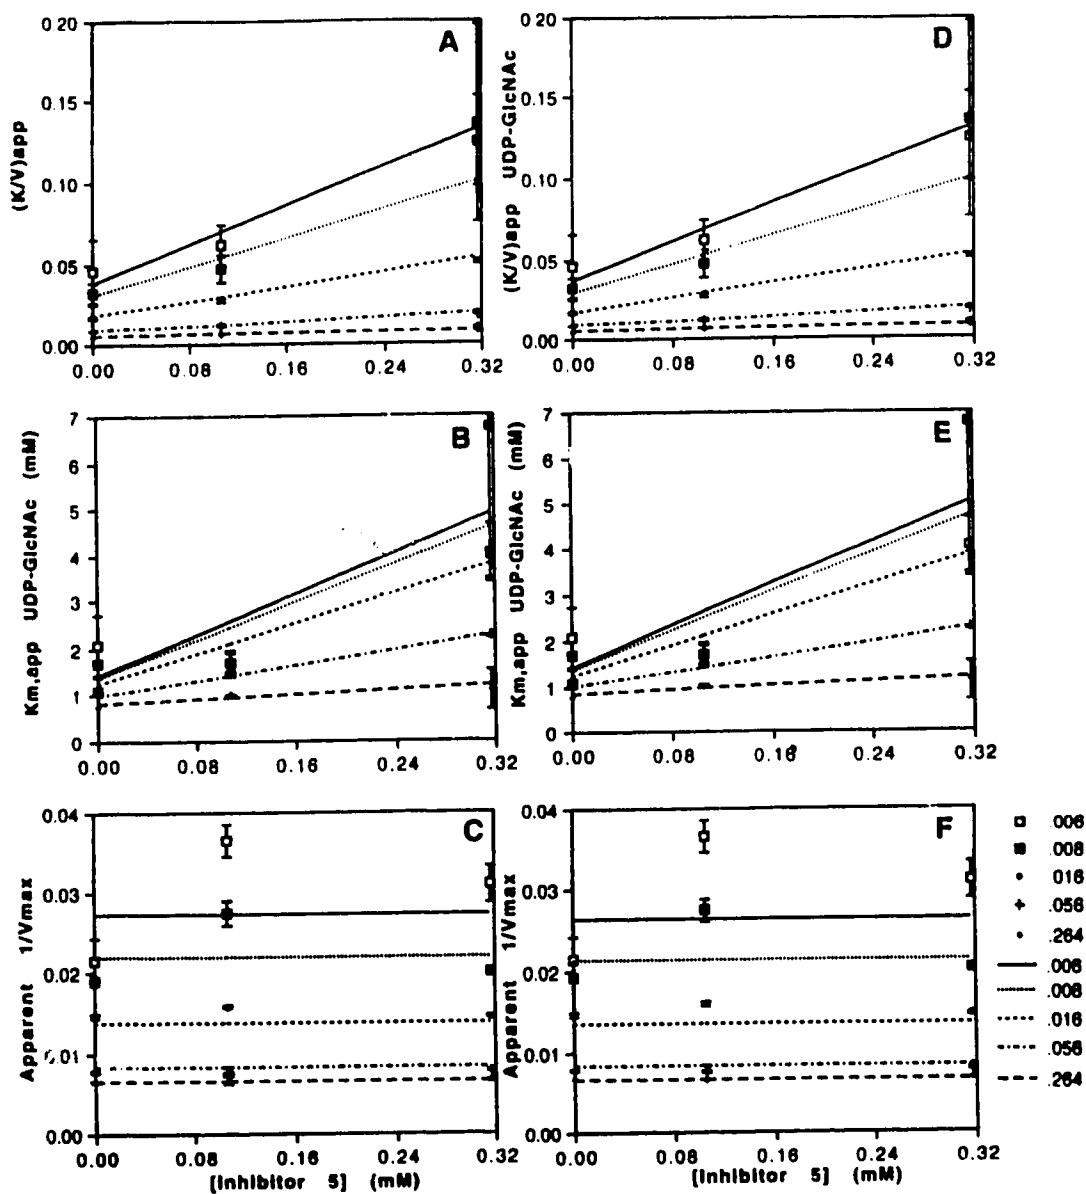 A
(K/V)app
0.20
0.15
0.10
0.05
0.00
0.00 0.08 0.16 0.24 0.32
D
(K/V)app UDP-GlcNAc
0.20
0.15
0.10
0.05
0.00
0.00 0.08 0.16 0.24 0.32
B
Km,app UDP-GlcNAc (mM)
7
6
5
4
3
2
1
0
0.00 0.08 0.16 0.24 0.32
E
Km,app UDP-GlcNAc (mM)
7
6
5
4
3
2
1
0
0.00 0.08 0.16 0.24 0.32
C
Apparent 1/Vmax
0.04
0.03
0.02
0.01
0.00
0.00 0.08 0.16 0.24 0.32
[Inhibitor 5] (mM)
F
Apparent 1/Vmax
0.04
0.03
0.02
0.01
0.00
0.00 0.08 0.16 0.24 0.32
[Inhibitor 5] (mM)
.006
.008
.016
.056
.264
.006
.008
.016
.056
.264